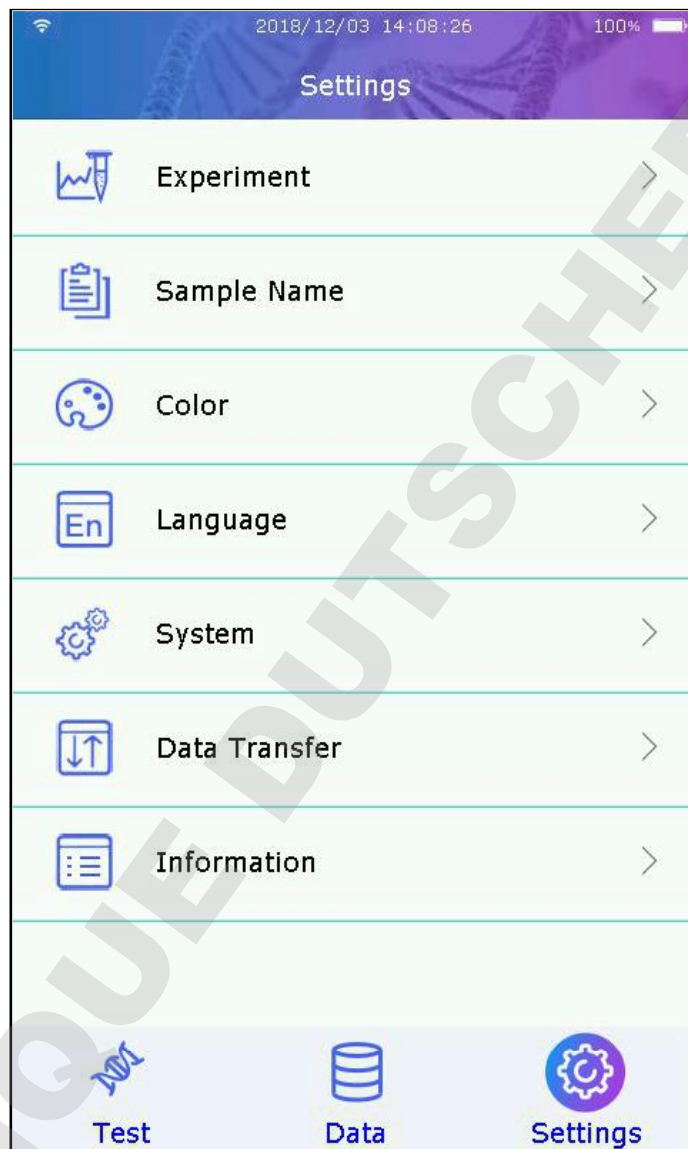 2018/12/03 14:08:26 100%
Settings
Experiment
Sample Name
Color
En Language
System
Data Transfer
Information
QUE DUTSCHE
Test Data Settings